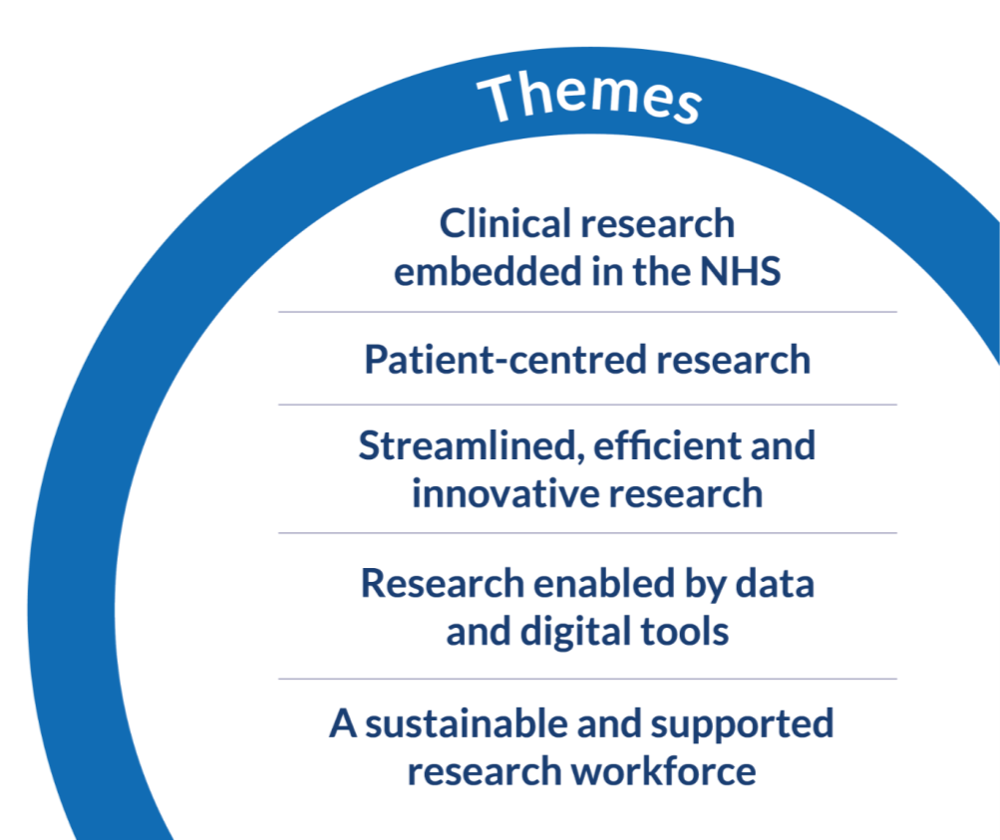 Themes
Clinical research
embedded in the NHS
Patient-centred research
Streamlined, efficient and
innovative research
Research enabled by data
and digital tools
A sustainable and supported
research workforce